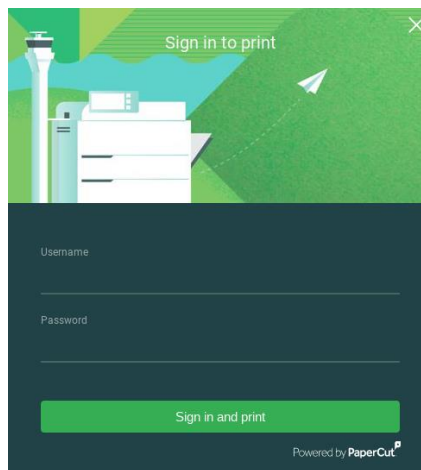 Sign in to print
Username
Password
Sign in and print
Powered by PaperCut